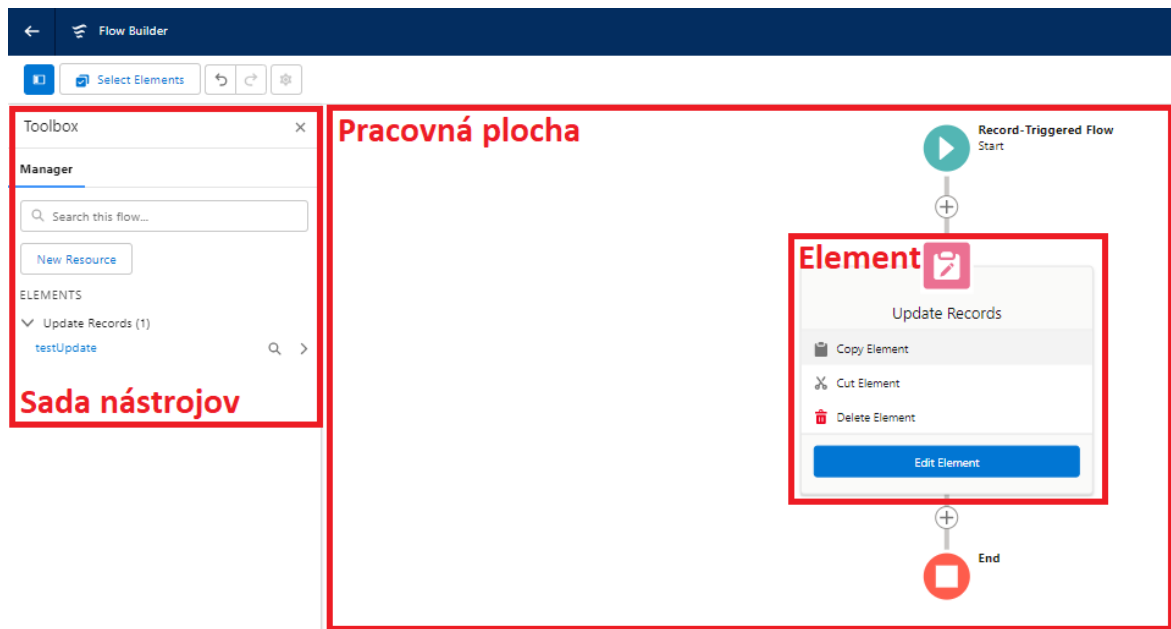 Flow Builder
Select Elements
Toolbox
Manager
Search this flow...
New Resource
ELEMENTS
Update Records (1)
testUpdate
Sada nástrojov
Pracovná plocha
Record-Triggered Flow
Start
Element
Update Records
Copy Element
Cut Element
Delete Element
Edit Element
End